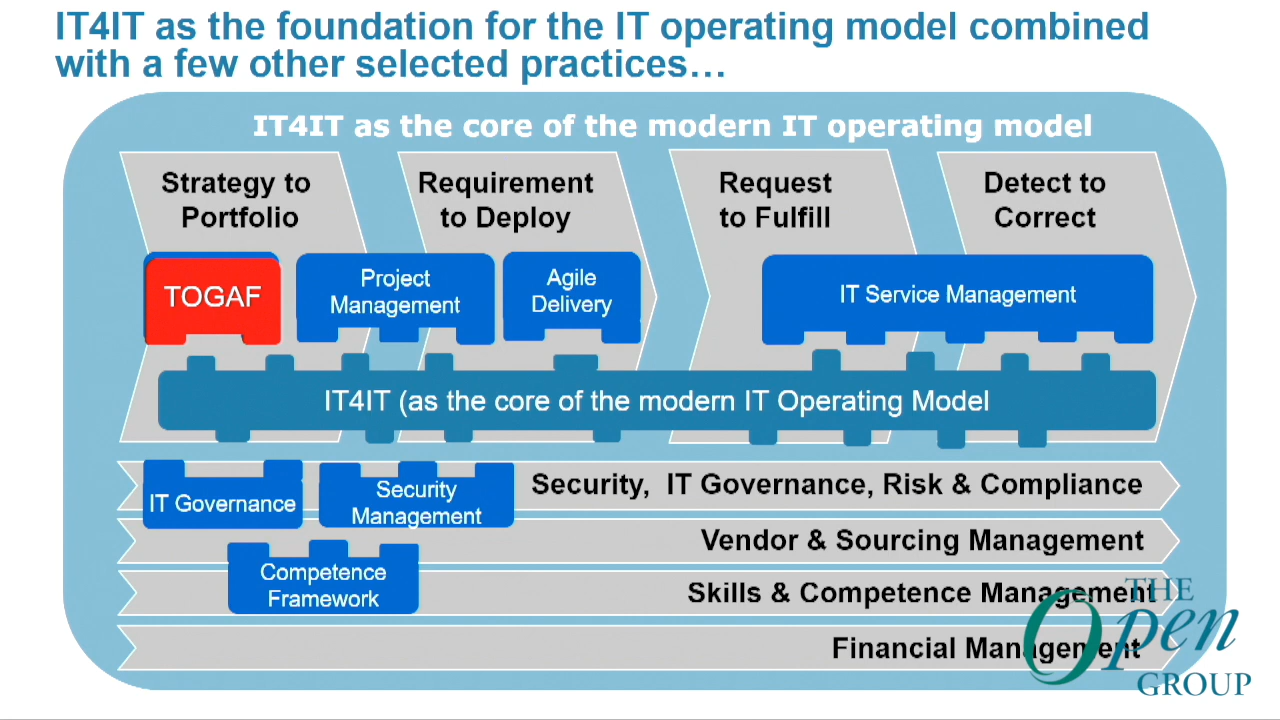 IT4IT as the foundation for the IT operating model combined
with a few other selected practices…
IT4IT as the core of the modern IT operating model
Strategy to
Portfolio
Requirement
to Deploy
Request
to Fulfill
Detect to
Correct
TOGAF
Project
Management
Agile
Delivery
IT Service Management
IT4IT (as the core of the modern IT Operating Model
IT Governance
Security
Management
Security, IT Governance, Risk & Compliance
Vendor & Sourcing Management
Competence
Framework
Skills & Competence Management
Financial Management
THE
Open
GROUP